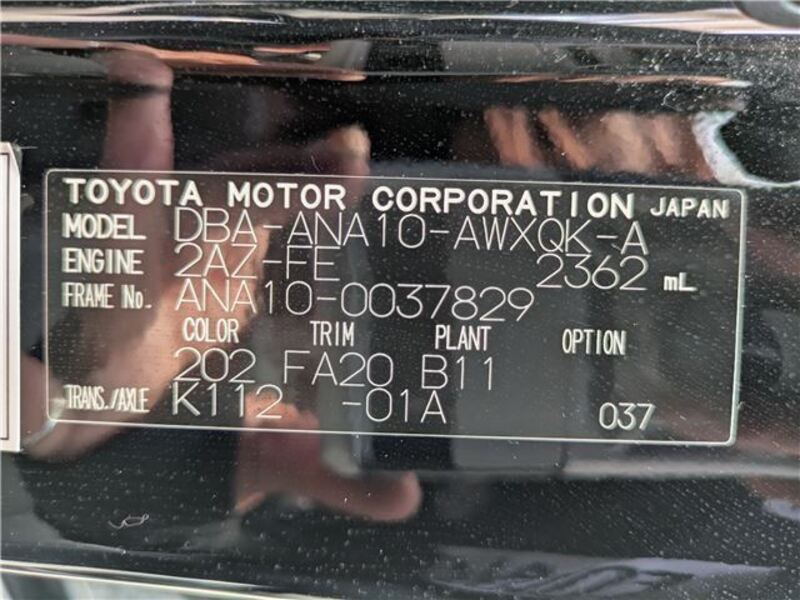 TOYOTA MOTOR CORPORATION JAPAN
MODEL DBA-ANA10-AWXQK-A
ENGINE 2AZ-FE 2362 mL
FRAME No. ANA10-0037829
COLOR TRIM PLANT OPTION
202 FA20 B11
TRANS./AXLE K112 -01A 037